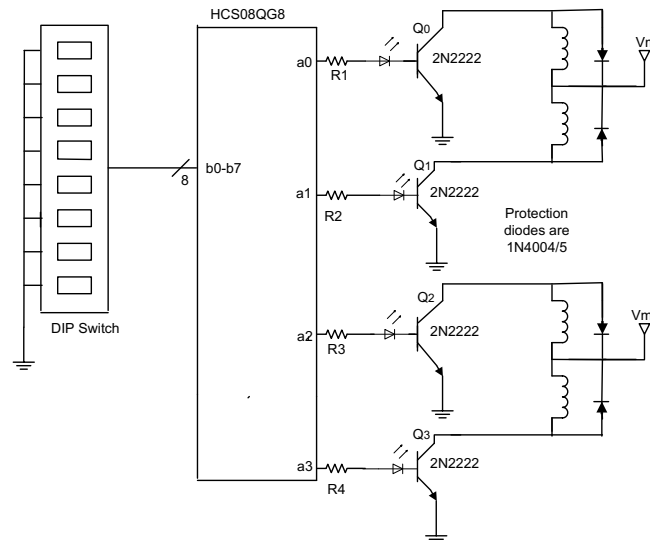 HCS08QG8
a0
R1
Q0
2N2222
Vm
b0-b7
8
a1
R2
Q1
2N2222
Protection
diodes are
1N4004/5
DIP Switch
a2
R3
Q2
2N2222
Vm
a3
R4
Q3
2N2222